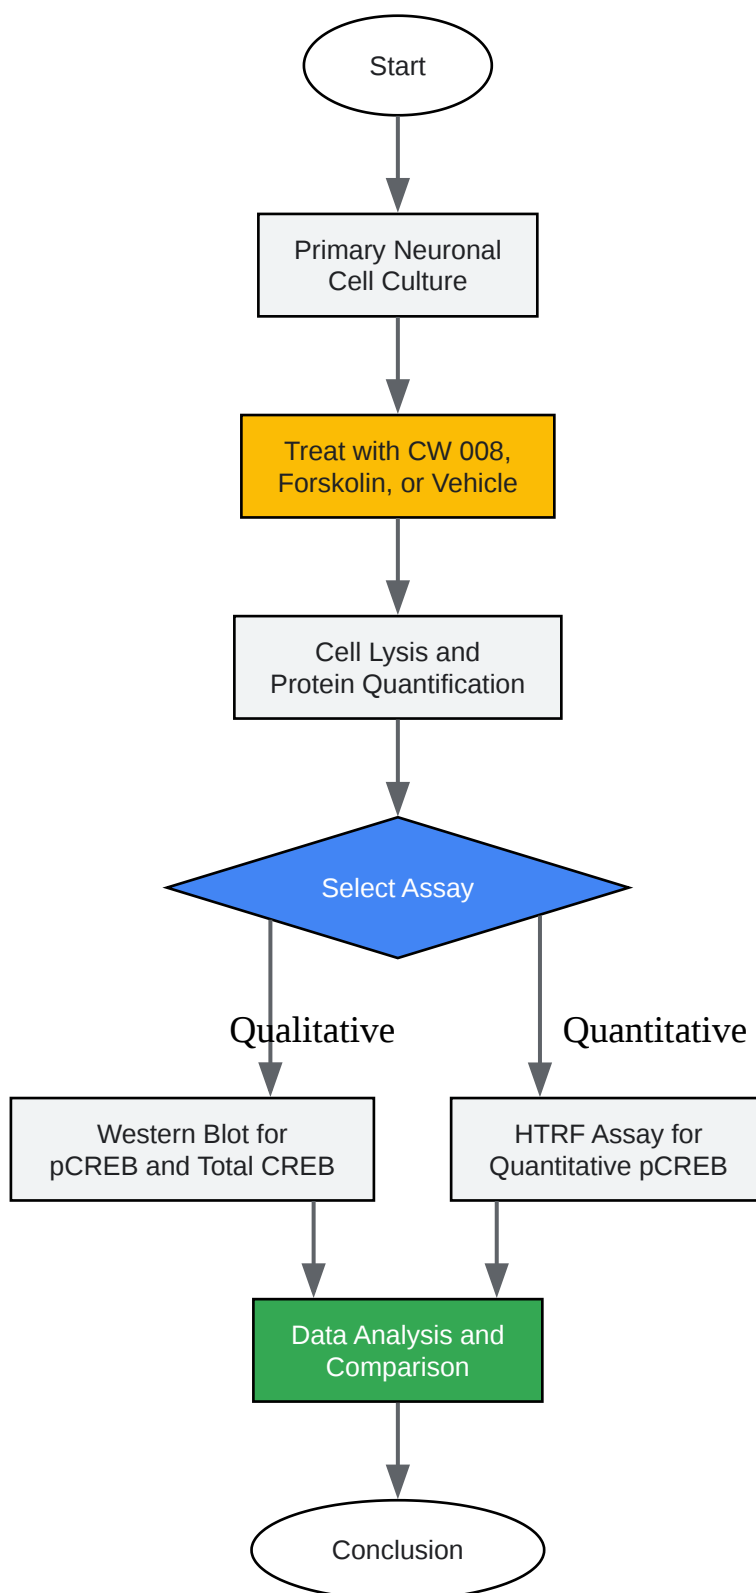 Start
Primary Neuronal
Cell Culture
Treat with CW 008,
Forskolin, or Vehicle
Cell Lysis and
Protein Quantification
Select Assay
Qualitative
Quantitative
Western Blot for
pCREB and Total CREB
HTRF Assay for
Quantitative pCREB
Data Analysis and
Comparison
Conclusion